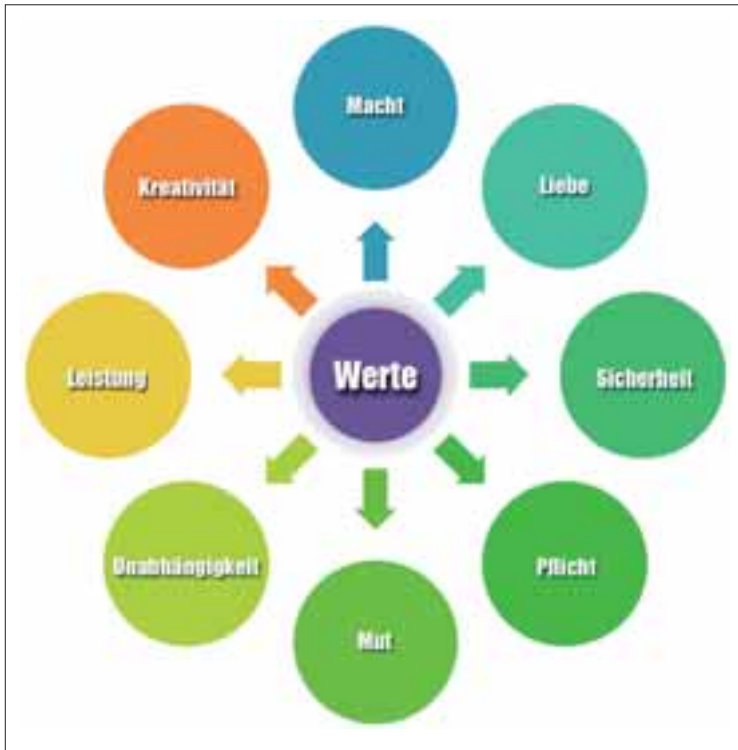 Macht
Kreativität
Liebe
Leistung
Werte
Sicherheit
Unabhängigkeit
Pflicht
Mut